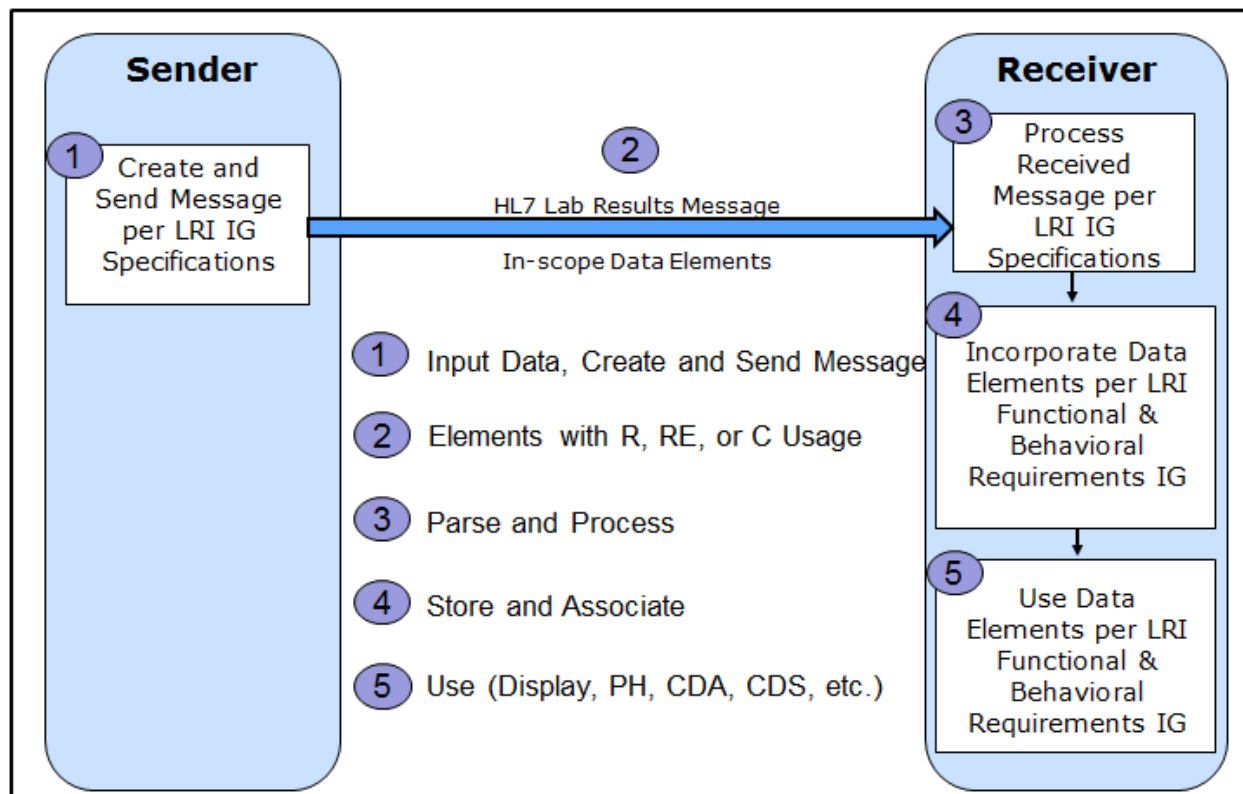 Sender
1
Create and
Send Message
per LRI IG
Specifications
2
HL7 Lab Results Message
In-scope Data Elements
Receiver
3
Process
Received
Message per
LRI IG
Specifications
4
Incorporate Data
Elements per LRI
Functional &
Behavioral
Requirements IG
5
Use Data
Elements per LRI
Functional &
Behavioral
Requirements IG
1 Input Data, Create and Send Message
2 Elements with R, RE, or C Usage
3 Parse and Process
4 Store and Associate
5 Use (Display, PH, CDA, CDS, etc.)